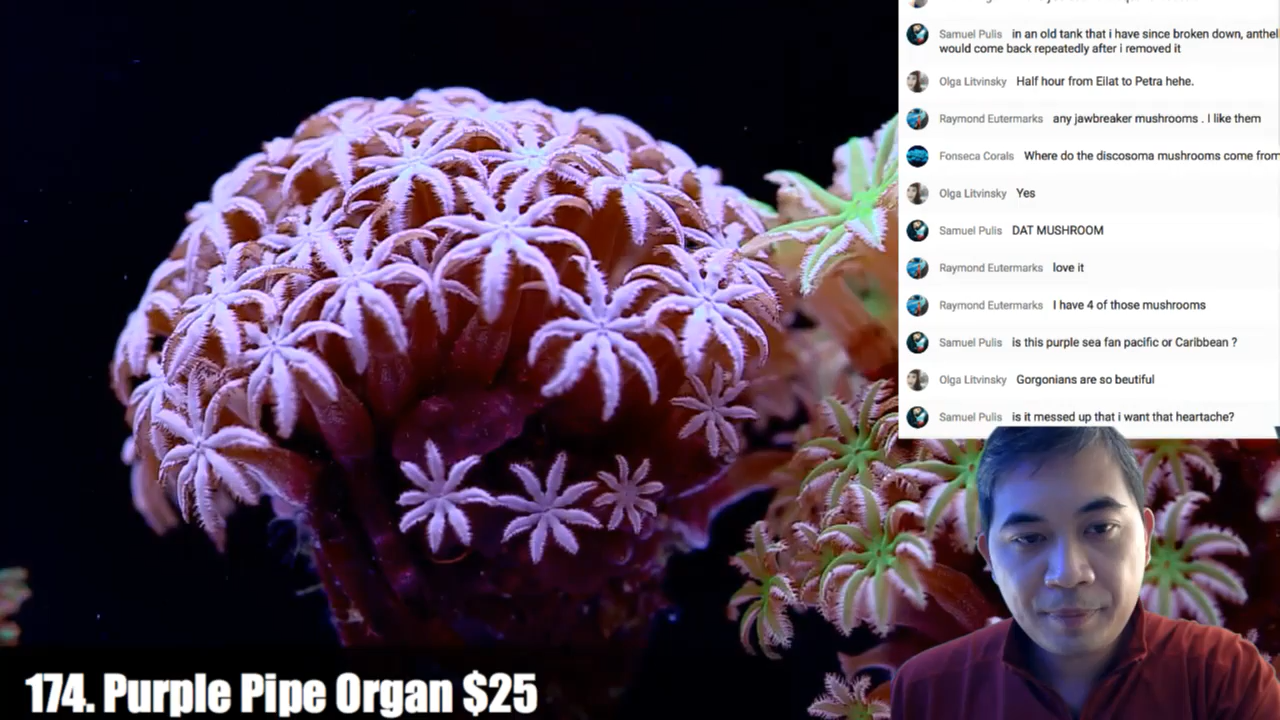 Samuel Pulis in an old tank that i have since broken down, anthel
would come back repeatedly after i removed it
Olga Litvinsky Half hour from Eilat to Petra hehe.
Raymond Eutermarks any jawbreaker mushrooms . I like them
Fonseca Corals Where do the discosoma mushrooms come from
Olga Litvinsky Yes
Samuel Pulis DAT MUSHROOM
Raymond Eutermarks love it
Raymond Eutermarks I have 4 of those mushrooms
Samuel Pulis is this purple sea fan pacific or Caribbean ?
Olga Litvinsky Gorgonians are so beutiful
Samuel Pulis is it messed up that i want that heartache?
174. Purple Pipe Organ $25